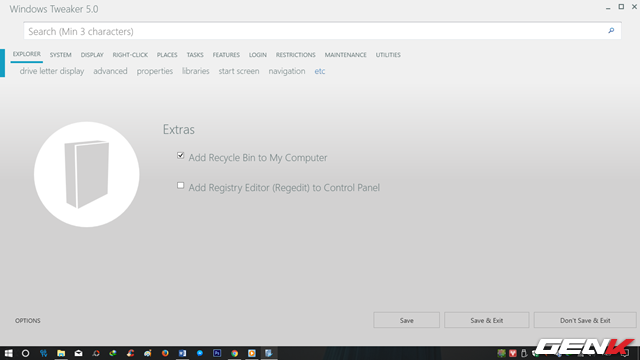 Windows Tweaker 5.0
Search (Min 3 characters)
EXPLORER SYSTEM DISPLAY RIGHT-CLICK PLACES TASKS FEATURES LOGIN RESTRICTIONS MAINTENANCE UTILITIES
drive letter display advanced properties libraries start screen navigation etc
Extras
Add Recycle Bin to My Computer
Add Registry Editor (Regedit) to Control Panel
OPTIONS Save Save & Exit Don't Save & Exit
GENK